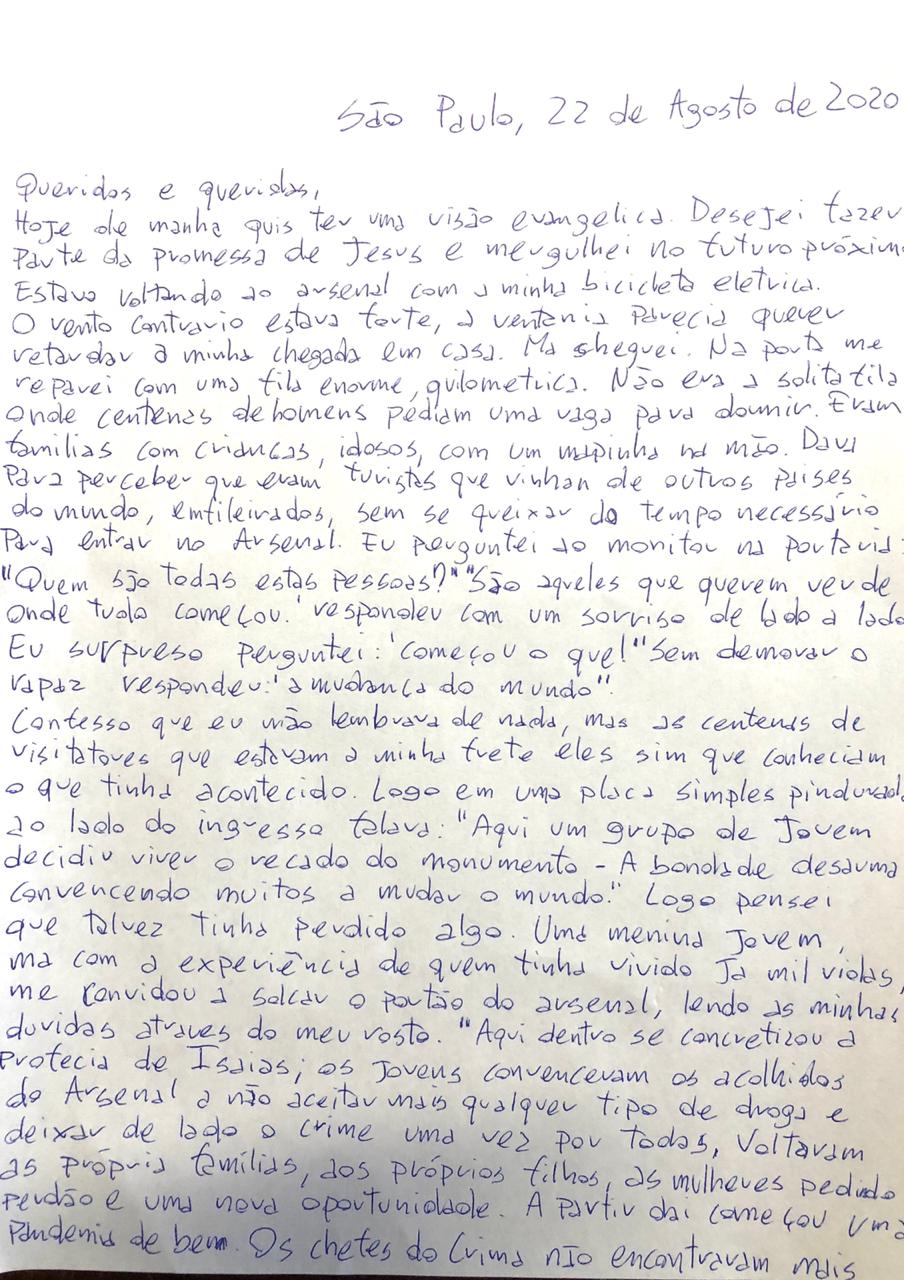 São Paulo, 22 de Agosto de 2020
Queridos e queridas,
Hoje de manha quis ter uma visão evangelica. Desejei fazer
parte da promessa de Jesus e mergulhei no futuro próximo
Estava voltando ao arsenal com a minha bicicleta eletrica.
O vento contrario estava forte, a ventania parecia querer
retardar a minha chegada em casa. Ma cheguei. Na porta me
reparei com uma fila enorme, quilometrica. Não era a solita fila
onde centenas de homens pediam uma vaga para dormir. Eram
familias com crianças, idosos, com um mapinha na mão. Dava
para perceber que eram turistas que vinhan de outros paises
do mundo, enfileirados, sem se queixar do tempo necessário
para entrar no Arsenal. Eu perguntei ao monitor na portaria:
"Quem são todas estas pessoas?" "São aqueles que querem ver de
onde tudo começou.' respondeu com um sorriso de lado a lado
Eu surpreso perguntei: 'começou o que!" Sem demorar o
rapaz respondeu: 'a mudança do mundo".
Confesso que eu não lembrava de nada, mas as centenas de
visitatores que estavam a minha frete eles sim que conheciam
o que tinha acontecido. Logo em uma placa simples pindurada
ao lado do ingresso falava: "Aqui um grupo de Jovem
decidiu viver o recado do monumento - A bondade desarma
convencendo muitos a mudar o mundo." Logo pensei
que talvez tinha perdido algo. Uma menina Jovem,
ma com a experiência de quem tinha vivido Ja mil vidas,
me convidou a solcar o portão do arsenal, lendo as minhas
duvidas atraves do meu rosto. "Aqui dentro se concretizou a
Profecia de Isaias; os Jovens convenceram os acolhidos
do Arsenal a não aceitar mais qualquer tipo de droga e
deixar de lado o crime uma vez por todas, Voltaram
as própria famílias, aos próprios filhos, as mulheres pedindo
perdão e uma nova oportunidade. A partir dai começou uma
Pandemia de bem. Os chefes do Crima não encontravam mais